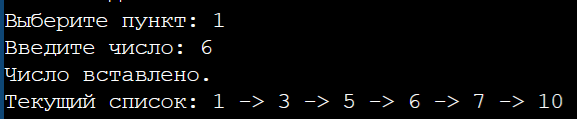 Выберите пункт: 1
Введите число: 6
Число вставлено.
Текущий список: 1 -> 3 -> 5 -> 6 -> 7 -> 10